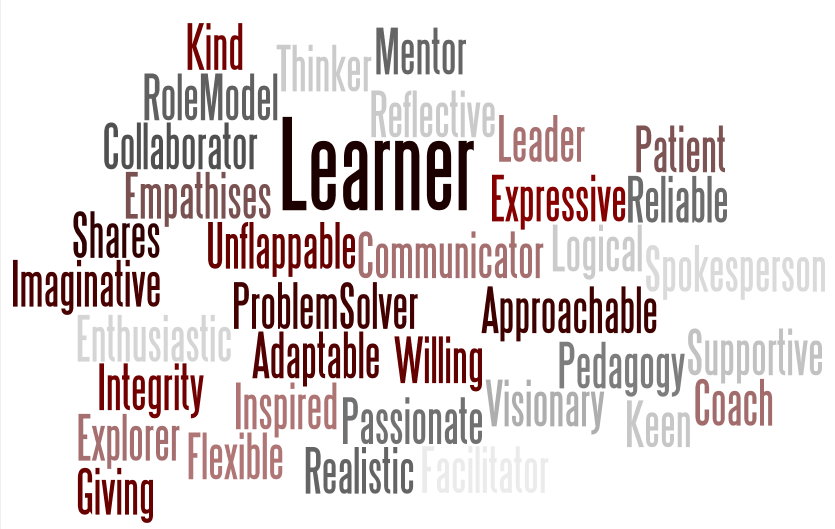 Kind
Thinker
Mentor
RoleModel
Reflective
Collaborator
Learner
Leader
Patient
Empathises
Expressive
Reliable
Shares
Unflappable
Communicator
Logical
Spokesperson
Imaginative
ProblemSolver
Approachable
Enthusiastic
Adaptable
Willing
Pedagogy
Supportive
Integrity
Inspired
Passionate
Visionary
Keen
Coach
Explorer
Flexible
Realistic
Facilitator
Giving